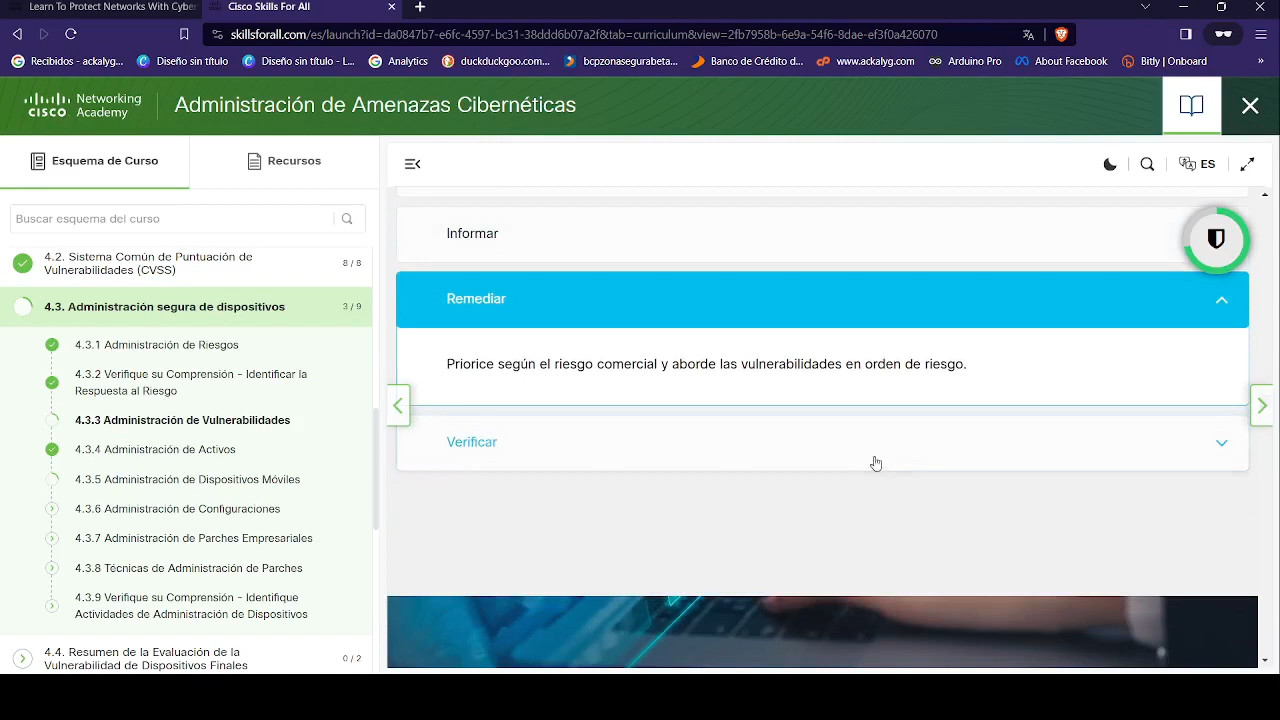 Learn To Protect Networks With Cyber
Cisco Skills For All
skillsforall.com/es/launch?id=da0847b7-e6fc-4597-bc31-38ddd6b07a2f&tab=curriculum&view=2fb7958b-6e9a-54f6-8dae-ef3f0a426070
Recibidos - ackalyg... Diseño sin título Diseño sin título - L... Analytics duckduckgoo.com... bcpzonasegurabeta... Banco de Crédito d... www.ackalyg.com Arduino Pro About Facebook Bitly | Onboard »
CISCO Networking Academy
Administración de Amenazas Cibernéticas
Esquema de Curso
Recursos
ES
Buscar esquema del curso
4.2. Sistema Común de Puntuación de
Vulnerabilidades (CVSS)
8 / 8
4.3. Administración segura de dispositivos
3 / 9
4.3.1 Administración de Riesgos
4.3.2 Verifique su Comprensión - Identificar la
Respuesta al Riesgo
4.3.3 Administración de Vulnerabilidades
4.3.4 Administración de Activos
4.3.5 Administración de Dispositivos Móviles
4.3.6 Administración de Configuraciones
4.3.7 Administración de Parches Empresariales
4.3.8 Técnicas de Administración de Parches
4.3.9 Verifique su Comprensión - Identifique
Actividades de Administración de Dispositivos
4.4. Resumen de la Evaluación de la
Vulnerabilidad de Dispositivos Finales
0 / 2
Informar
Remediar
Priorice según el riesgo comercial y aborde las vulnerabilidades en orden de riesgo.
Verificar